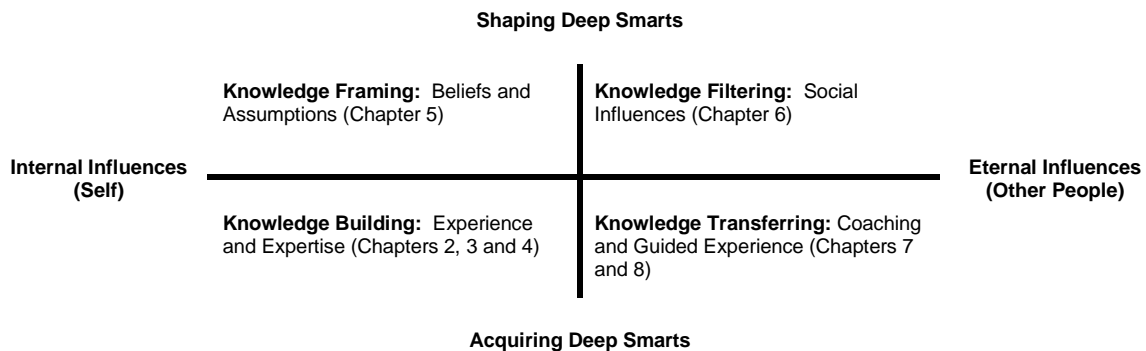 Shaping Deep Smarts
Knowledge Framing: Beliefs and
Assumptions (Chapter 5)
Knowledge Filtering: Social
Influences (Chapter 6)
Internal Influences
(Self)
Eternal Influences
(Other People)
Knowledge Building: Experience
and Expertise (Chapters 2, 3 and 4)
Knowledge Transferring: Coaching
and Guided Experience (Chapters 7
and 8)
Acquiring Deep Smarts